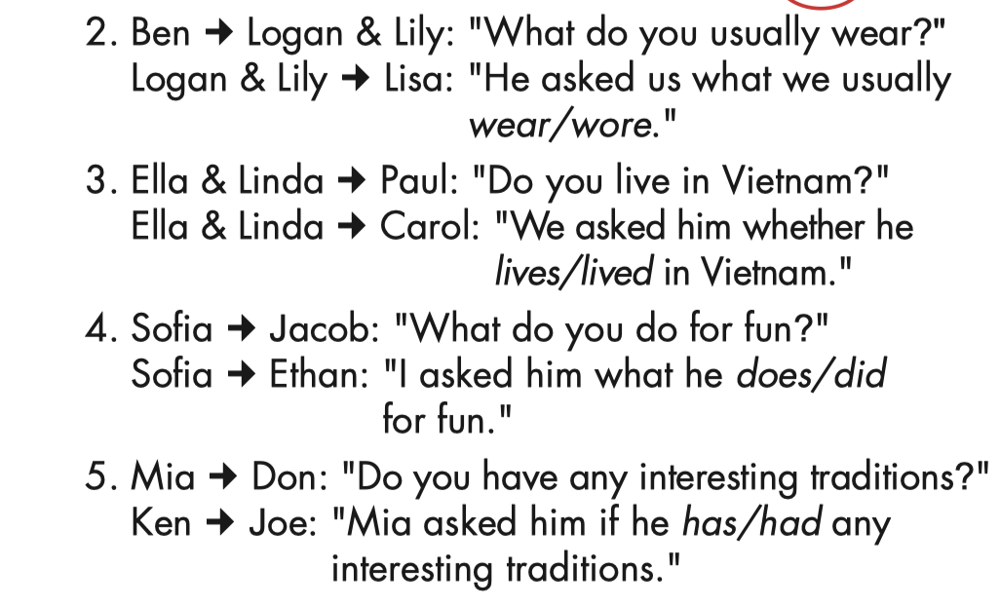 2. Ben → Logan & Lily: "What do you usually wear?"
Logan & Lily → Lisa: "He asked us what we usually
wear/wore."
3. Ella & Linda → Paul: "Do you live in Vietnam?"
Ella & Linda → Carol: "We asked him whether he
lives/lived in Vietnam."
4. Sofia → Jacob: "What do you do for fun?"
Sofia → Ethan: "I asked him what he does/did
for fun."
5. Mia → Don: "Do you have any interesting traditions?"
Ken → Joe: "Mia asked him if he has/had any
interesting traditions."